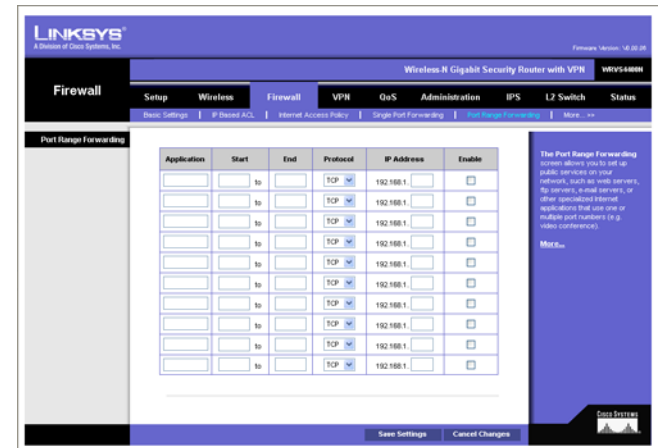 LINKSYS®
A Division of Cisco Systems, Inc.
Firmware Version: V0.00.08
Wireless-N Gigabit Security Router with VPN WRVS4400N
Firewall
Setup Wireless Firewall VPN QoS Administration IPS L2 Switch Status
Basic Settings | IP Based ACL | Internet Access Policy | Single Port Forwarding | Port Range Forwarding | More... >>
Port Range Forwarding
Application Start End Protocol IP Address Enable
to TCP 192.168.1.
to TCP 192.168.1.
to TCP 192.168.1.
to TCP 192.168.1.
to TCP 192.168.1.
to TCP 192.168.1.
to TCP 192.168.1.
to TCP 192.168.1.
to TCP 192.168.1.
to TCP 192.168.1.
The Port Range Forwarding
screen allows you to set up
public services on your
network, such as web servers,
ftp servers, e-mail servers, or
other specialized Internet
applications that use one or
multiple port numbers (e.g.
video conference).
More...
Save Settings Cancel Changes
CISCO SYSTEMS